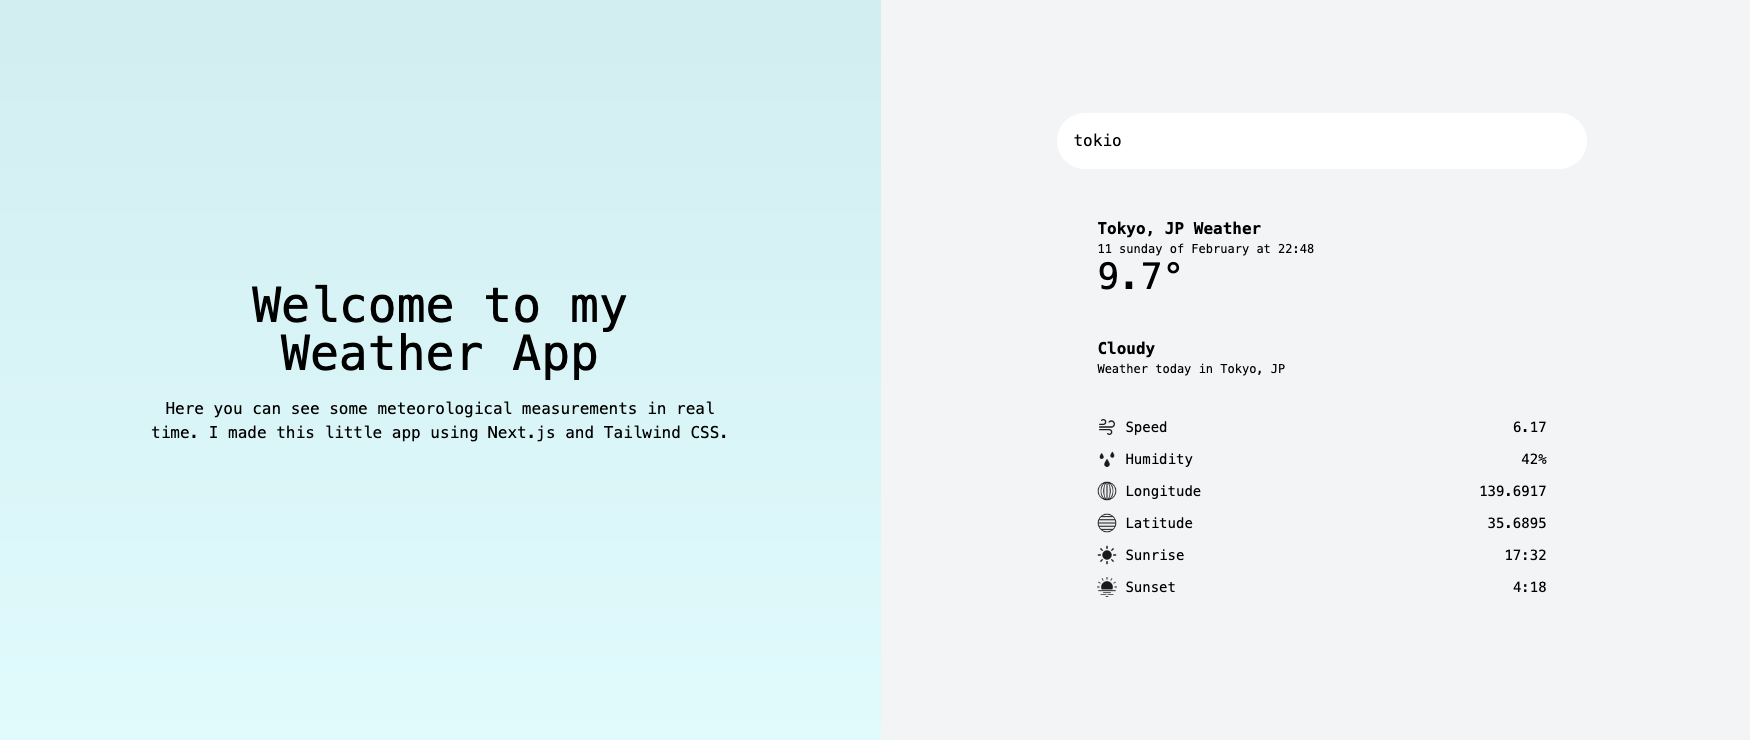 Welcome to my
Weather App
Here you can see some meteorological measurements in real
time. I made this little app using Next.js and Tailwind CSS.
tokio
Tokyo, JP Weather
11 sunday of February at 22:48
9.7°
Cloudy
Weather today in Tokyo, JP
Speed 6.17
Humidity 42%
Longitude 139.6917
Latitude 35.6895
Sunrise 17:32
Sunset 4:18